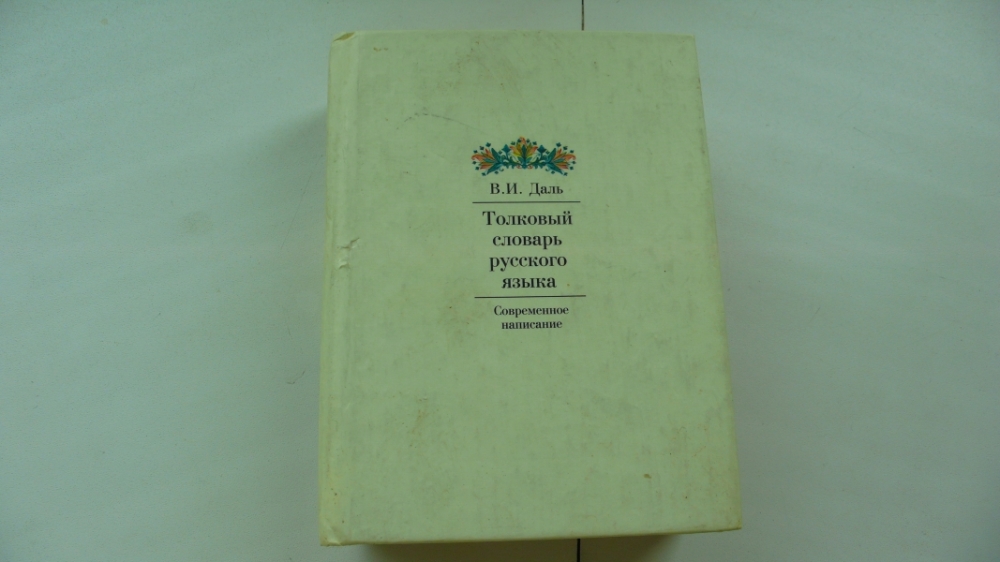 В.И. Даль
Толковый
словарь
русского
языка
Современное
написание